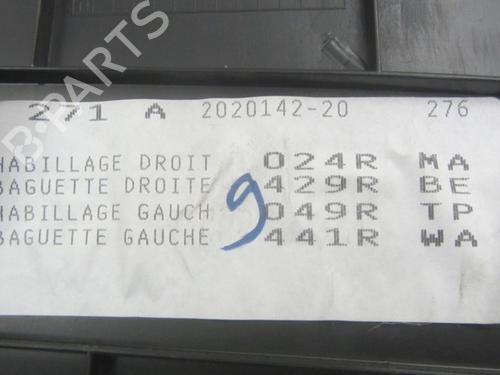 271 A 2020142-20 276
HABILLAGE DROIT 024R MA
BAGUETTE DROITE 429R BE
HABILLAGE GAUCH 049R TP
BAGUETTE GAUCHE 441R WA
9
B-PARTS